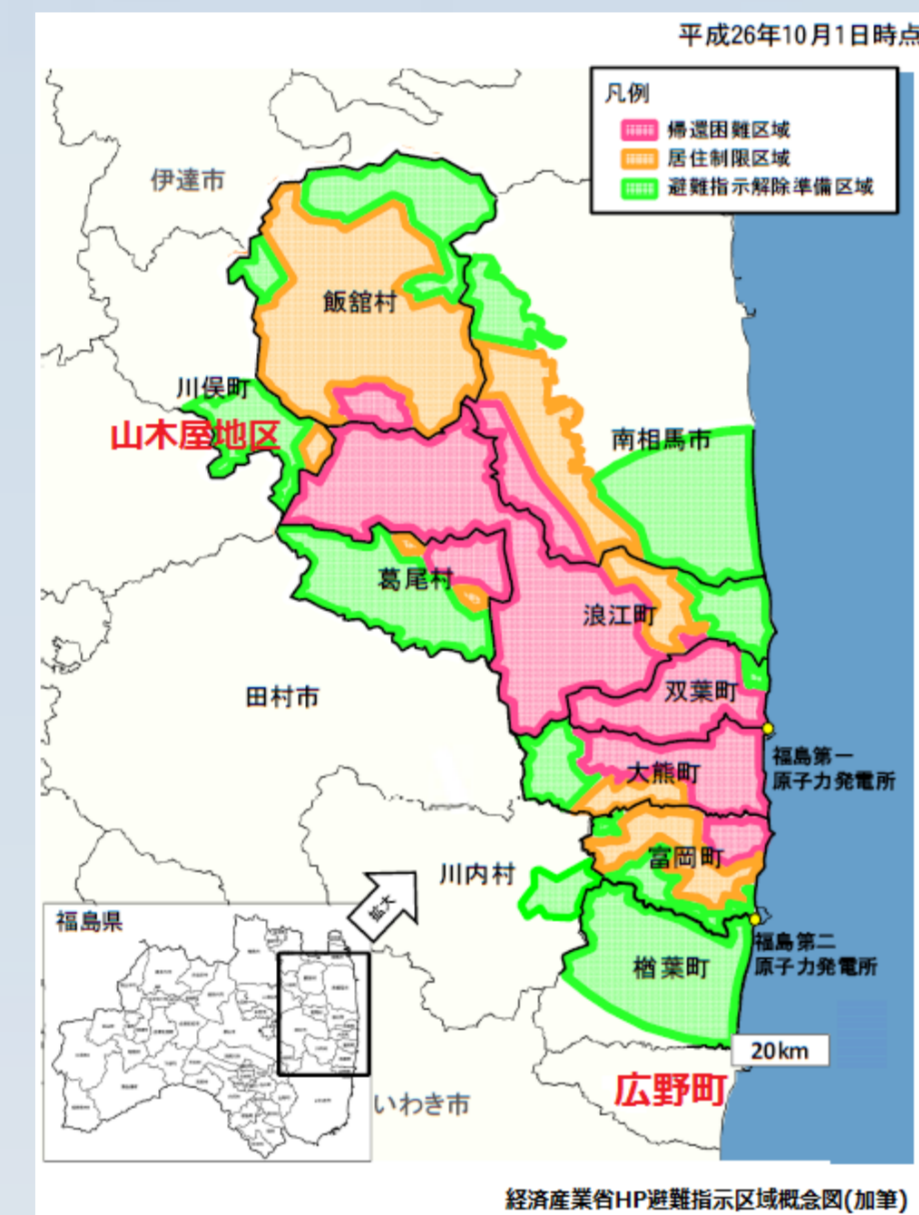 平成26年10月1日時点
凡例
帰還困難区域
居住制限区域
避難指示解除準備区域
伊達市
飯舘村
川俣町
山木屋地区
南相馬市
葛尾村
浪江町
田村市
双葉町
福島第一
原子力発電所
大熊町
富岡町
川内村
拡大
福島県
福島第二
原子力発電所
楢葉町
20km
広野町
いわき市
経済産業省HP避難指示区域概念図(加筆)